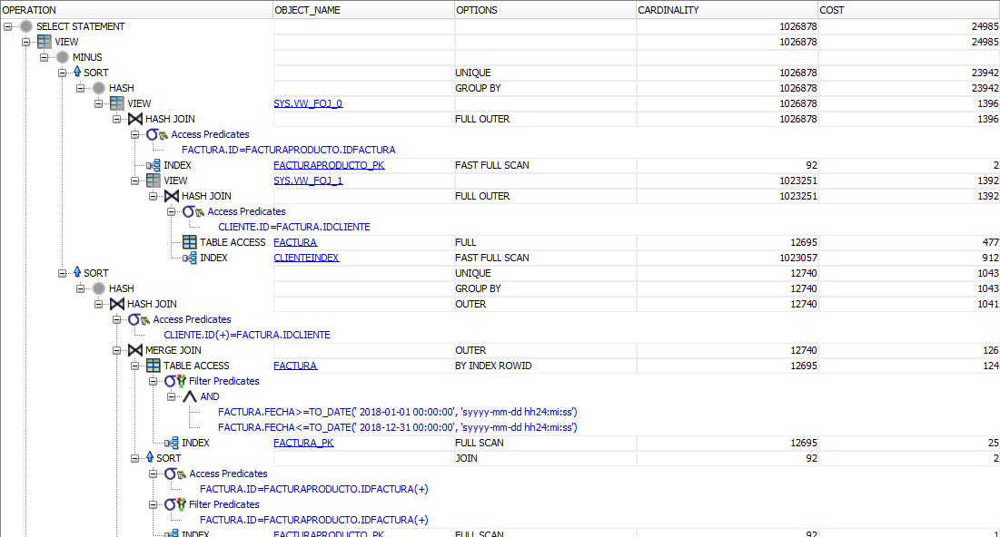 OPERATION OBJECT_NAME OPTIONS CARDINALITY COST
SELECT STATEMENT 1026878 24985
VIEW 1026878 24985
MINUS
SORT UNIQUE 1026878 23942
HASH GROUP BY 1026878 23942
VIEW SYS.VW_FOJ_0 1026878 1396
HASH JOIN FULL OUTER 1026878 1396
Access Predicates
FACTURA.ID=FACTURAPRODUCTO.IDFACTURA
INDEX FACTURAPRODUCTO_PK FAST FULL SCAN 92 2
VIEW SYS.VW_FOJ_1 1023251 1392
HASH JOIN FULL OUTER 1023251 1392
Access Predicates
CLIENTE.ID=FACTURA.IDCLIENTE
TABLE ACCESS FACTURA FULL 12695 477
INDEX CLIENTEINDEX FAST FULL SCAN 1023057 912
SORT UNIQUE 12740 1043
HASH GROUP BY 12740 1043
HASH JOIN OUTER 12740 1041
Access Predicates
CLIENTE.ID(+)=FACTURA.IDCLIENTE
MERGE JOIN OUTER 12740 126
TABLE ACCESS FACTURA BY INDEX ROWID 12695 124
Filter Predicates
AND
FACTURA.FECHA>=TO_DATE(' 2018-01-01 00:00:00', 'syyyy-mm-dd hh24:mi:ss')
FACTURA.FECHA<=TO_DATE(' 2018-12-31 00:00:00', 'syyyy-mm-dd hh24:mi:ss')
INDEX FACTURA_PK FULL SCAN 12695 25
SORT JOIN 92 2
Access Predicates
FACTURA.ID=FACTURAPRODUCTO.IDFACTURA(+)
Filter Predicates
FACTURA.ID=FACTURAPRODUCTO.IDFACTURA(+)
INDEX FACTURAPRODUCTO_PK FULL SCAN 92 1